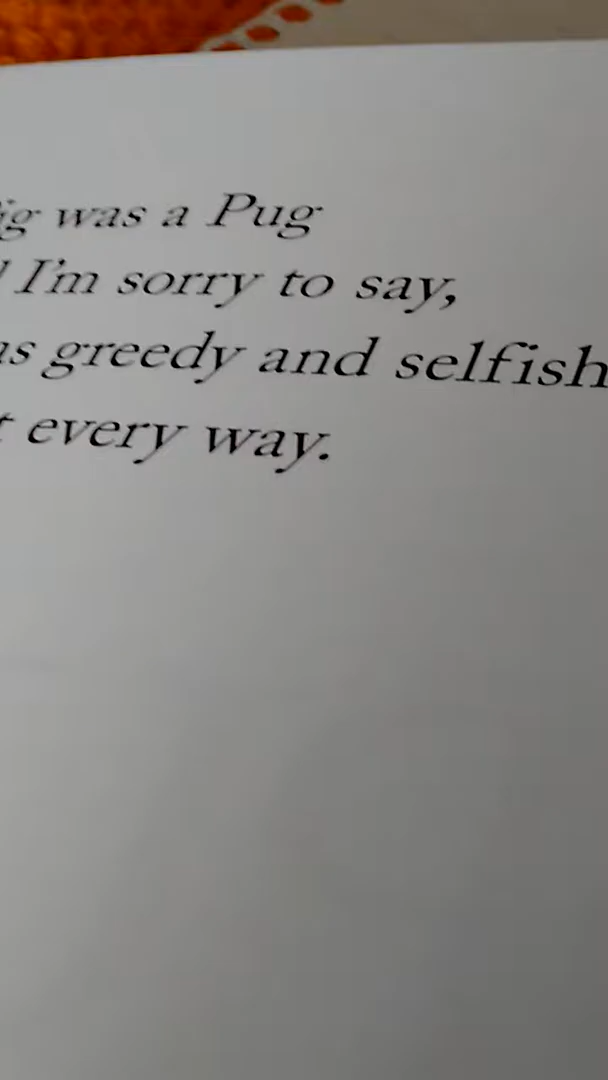 was a Pug
I'm sorry to say,
greedy and selfish
every way.